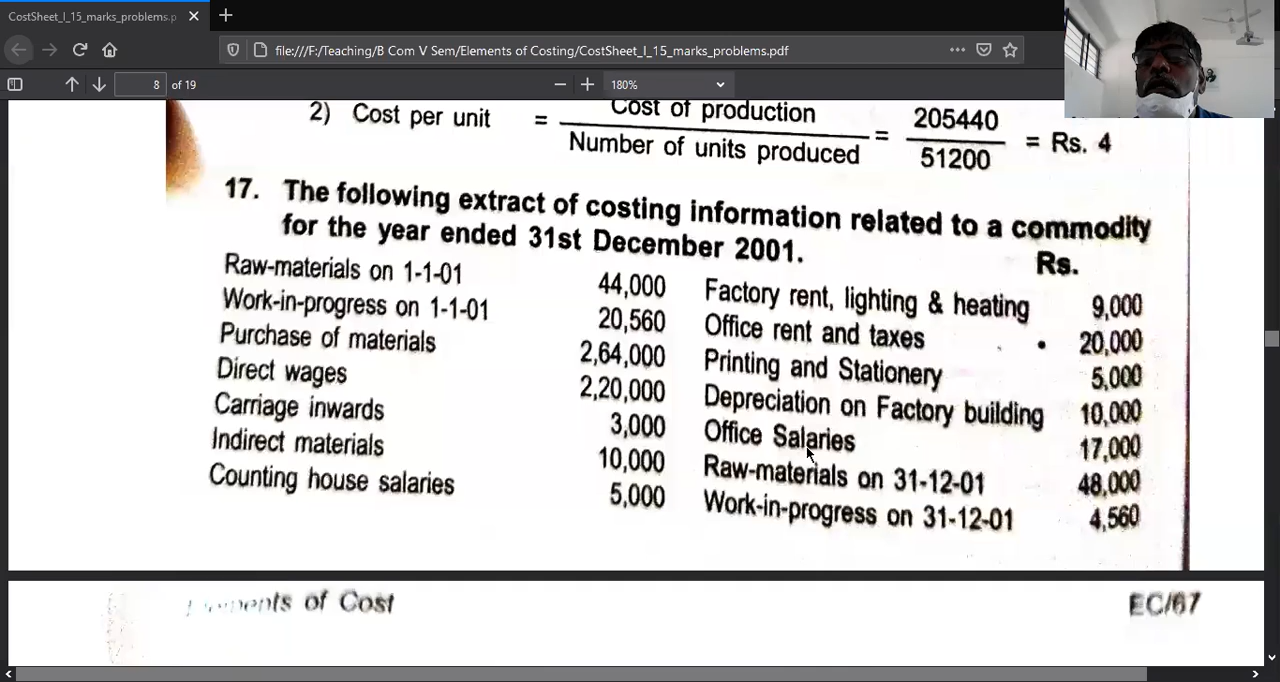 CostSheet_I_15_marks_problems.p
file:///F:/Teaching/B Com V Sem/Elements of Costing/CostSheet_I_15_marks_problems.pdf
8 of 19
180%
2) Cost per unit = Cost of production / Number of units produced = 205440 / 51200 = Rs. 4
17. The following extract of costing information related to a commodity
for the year ended 31st December 2001.
Rs.
Raw-materials on 1-1-01 44,000 Factory rent, lighting & heating 9,000
Work-in-progress on 1-1-01 20,560 Office rent and taxes 20,000
Purchase of materials 2,64,000 Printing and Stationery 5,000
Direct wages 2,20,000 Depreciation on Factory building 10,000
Carriage inwards 3,000 Office Salaries 17,000
Indirect materials 10,000 Raw-materials on 31-12-01 48,000
Counting house salaries 5,000 Work-in-progress on 31-12-01 4,560
of Cost EC/67